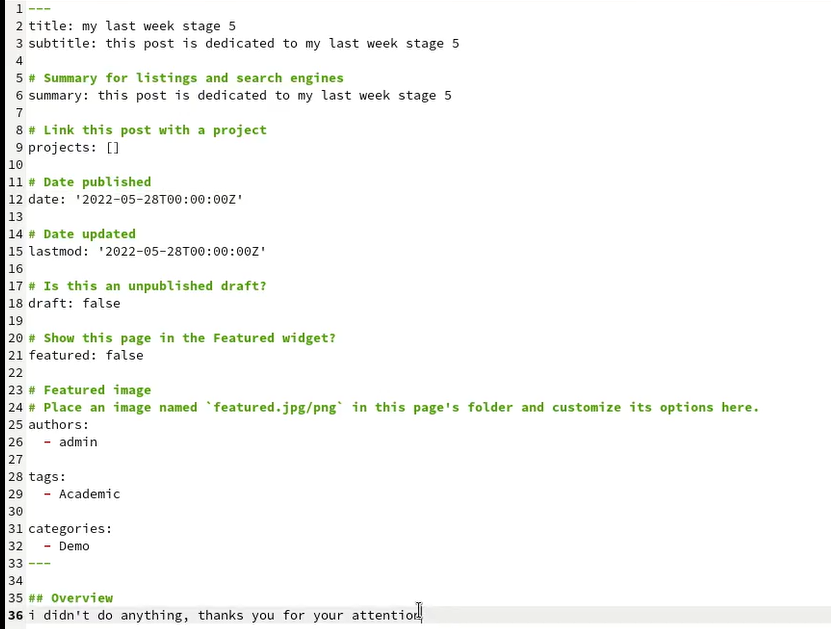 1 ---
2 title: my last week stage 5
3 subtitle: this post is dedicated to my last week stage 5
4
5 # Summary for listings and search engines
6 summary: this post is dedicated to my last week stage 5
7
8 # Link this post with a project
9 projects: []
10
11 # Date published
12 date: '2022-05-28T00:00:00Z'
13
14 # Date updated
15 lastmod: '2022-05-28T00:00:00Z'
16
17 # Is this an unpublished draft?
18 draft: false
19
20 # Show this page in the Featured widget?
21 featured: false
22
23 # Featured image
24 # Place an image named `featured.jpg/png` in this page's folder and customize its options here.
25 authors:
26   - admin
27
28 tags:
29   - Academic
30
31 categories:
32   - Demo
33 ---
34
35 ## Overview
36 i didn't do anything, thanks you for your attention